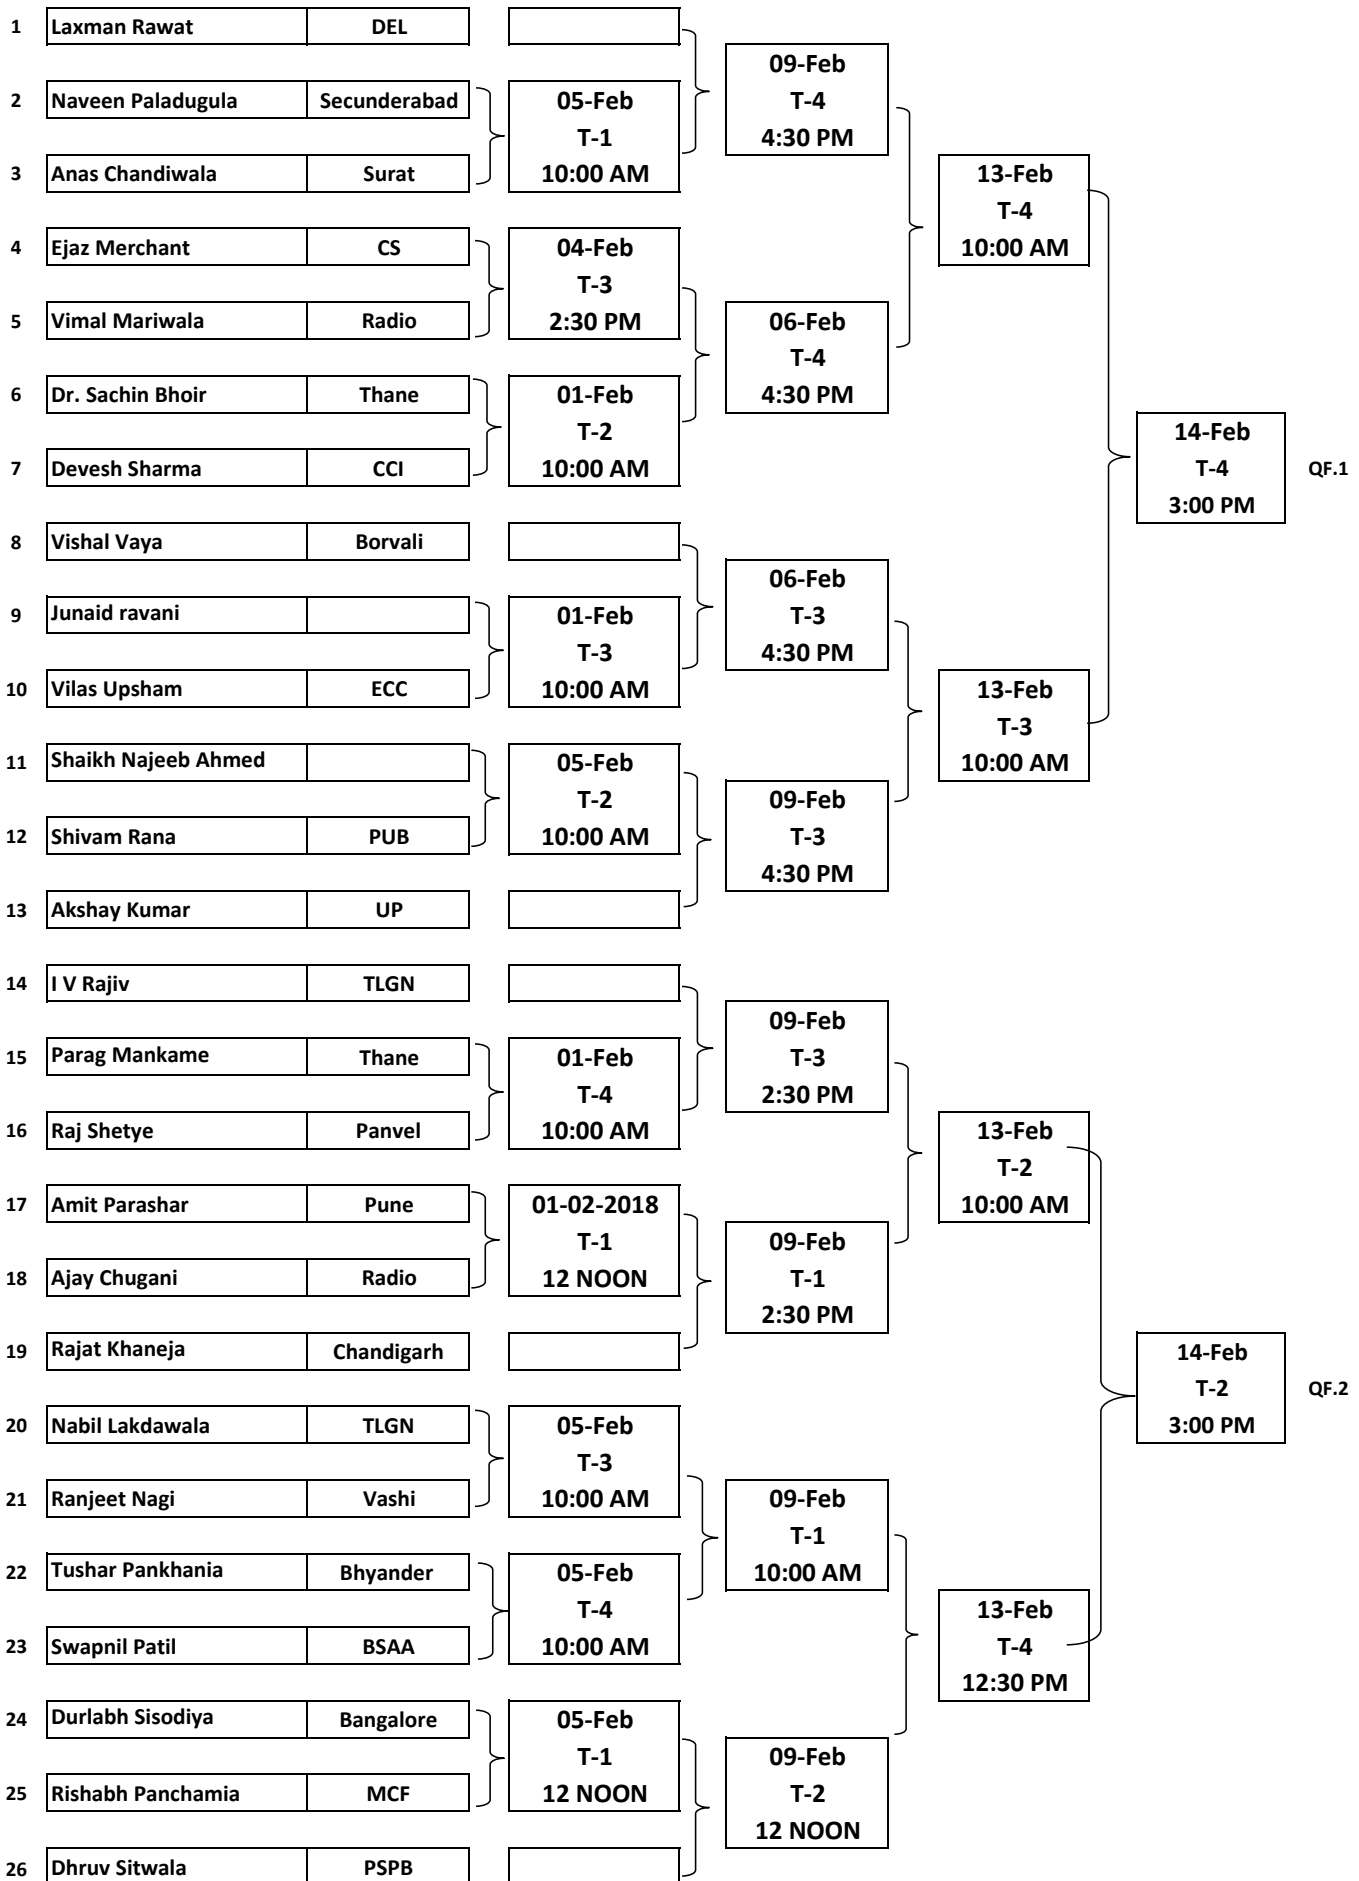 1 Laxman Rawat DEL
09-Feb
2 Naveen Paladugula Secunderabad 05-Feb T-4
T-1 4:30 PM
3 Anas Chandiwala Surat 10:00 AM 13-Feb
T-4
4 Ejaz Merchant CS 04-Feb 10:00 AM
T-3
5 Vimal Mariwala Radio 2:30 PM 06-Feb
T-4
6 Dr. Sachin Bhoir Thane 01-Feb 4:30 PM
T-2 14-Feb
7 Devesh Sharma CCI 10:00 AM T-4 QF.1
3:00 PM
8 Vishal Vaya Borvali
06-Feb
9 Junaid ravani 01-Feb T-3
T-3 4:30 PM
10 Vilas Upsham ECC 10:00 AM 13-Feb
T-3
11 Shaikh Najeeb Ahmed 05-Feb 10:00 AM
T-2 09-Feb
12 Shivam Rana PUB 10:00 AM T-3
4:30 PM
13 Akshay Kumar UP
14 I V Rajiv TLGN
09-Feb
15 Parag Mankame Thane 01-Feb T-3
T-4 2:30 PM
16 Raj Shetye Panvel 10:00 AM 13-Feb
T-2
17 Amit Parashar Pune 01-02-2018 10:00 AM
T-1 09-Feb
18 Ajay Chugani Radio 12 NOON T-1
2:30 PM
19 Rajat Khaneja Chandigarh 14-Feb
T-2 QF.2
20 Nabil Lakdawala TLGN 05-Feb 3:00 PM
T-3
21 Ranjeet Nagi Vashi 10:00 AM 09-Feb
T-1
22 Tushar Pankhania Bhyander 05-Feb 10:00 AM
T-4 13-Feb
23 Swapnil Patil BSAA 10:00 AM T-4
12:30 PM
24 Durlabh Sisodiya Bangalore 05-Feb
T-1 09-Feb
25 Rishabh Panchamia MCF 12 NOON T-2
12 NOON
26 Dhruv Sitwala PSPB